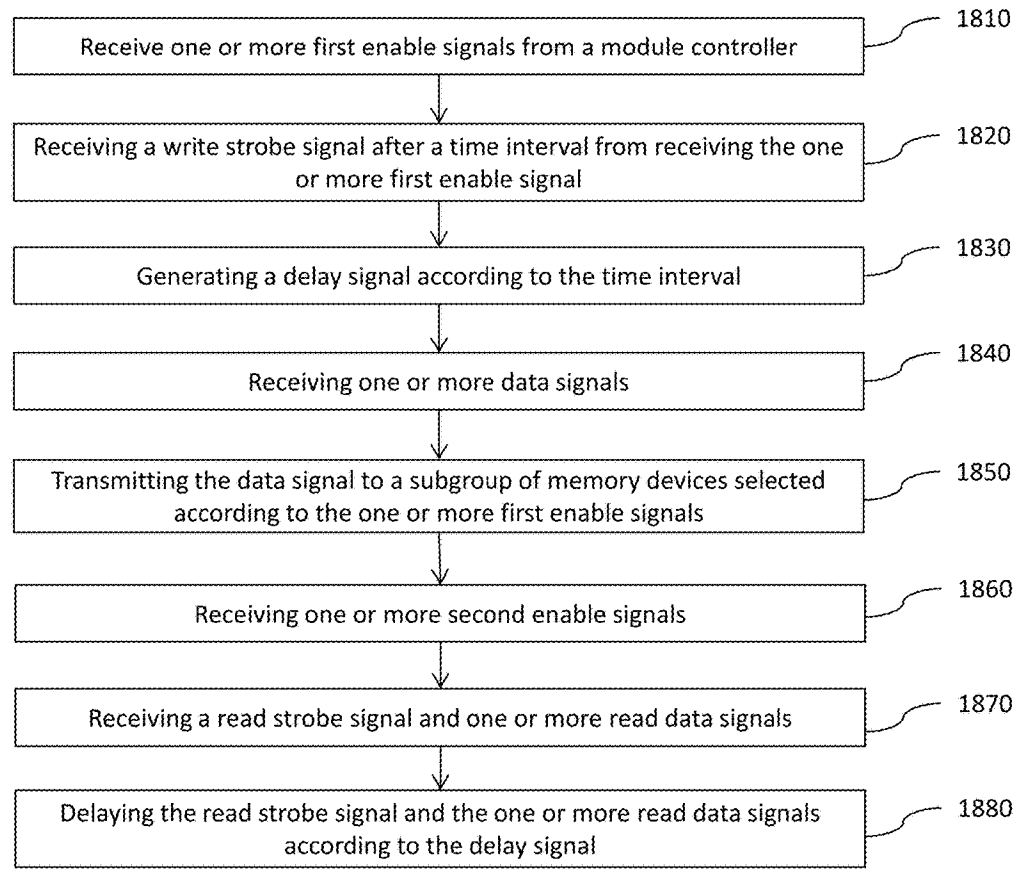 Receive one or more first enable signals from a module controller
1810
Receiving a write strobe signal after a time interval from receiving the one
or more first enable signal
1820
Generating a delay signal according to the time interval
1830
Receiving one or more data signals
1840
Transmitting the data signal to a subgroup of memory devices selected
according to the one or more first enable signals
1850
Receiving one or more second enable signals
1860
Receiving a read strobe signal and one or more read data signals
1870
Delaying the read strobe signal and the one or more read data signals
according to the delay signal
1880